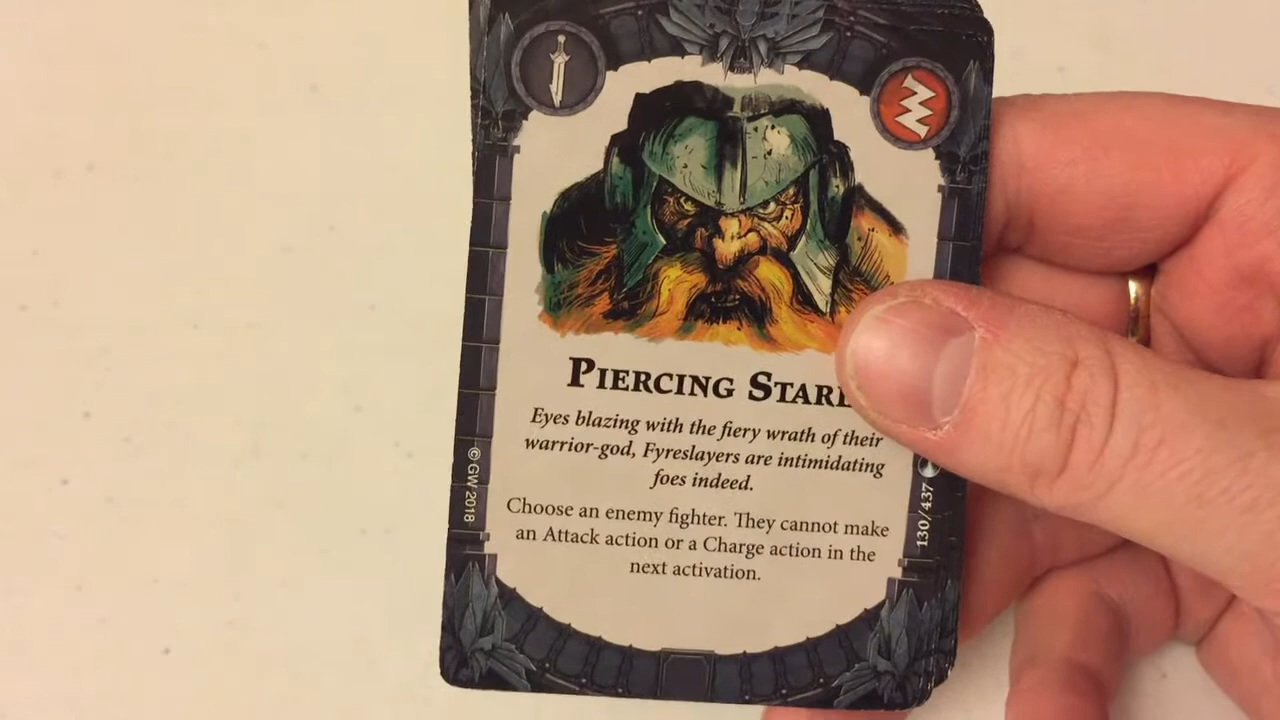 PIERCING STARE
Eyes blazing with the fiery wrath of their
warrior-god, Fyreslayers are intimidating
foes indeed.
Choose an enemy fighter. They cannot make
an Attack action or a Charge action in the
next activation.
© GW 2018
130/437